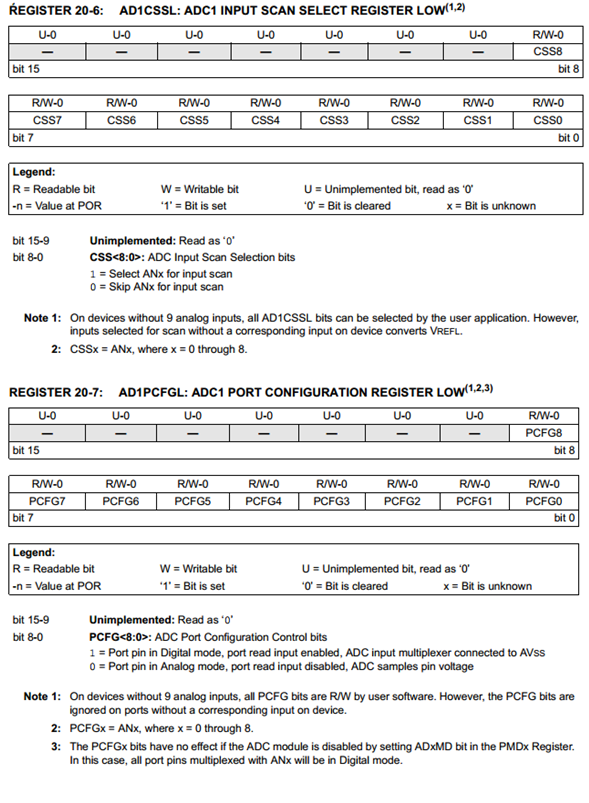 REGISTER 20-6: AD1CSSL: ADC1 INPUT SCAN SELECT REGISTER LOW(1,2)
U-0 U-0 U-0 U-0 U-0 U-0 U-0 R/W-0
— — — — — — — CSS8
bit 15 bit 8
R/W-0 R/W-0 R/W-0 R/W-0 R/W-0 R/W-0 R/W-0 R/W-0
CSS7 CSS6 CSS5 CSS4 CSS3 CSS2 CSS1 CSS0
bit 7 bit 0
Legend:
R = Readable bit W = Writable bit U = Unimplemented bit, read as ‘0’
-n = Value at POR ‘1’ = Bit is set ‘0’ = Bit is cleared x = Bit is unknown
bit 15-9 Unimplemented: Read as ‘0’
bit 8-0 CSS<8:0>: ADC Input Scan Selection bits
1 = Select ANx for input scan
0 = Skip ANx for input scan
Note 1: On devices without 9 analog inputs, all AD1CSSL bits can be selected by the user application. However,
inputs selected for scan without a corresponding input on device converts VREFL.
2: CSSx = ANx, where x = 0 through 8.
REGISTER 20-7: AD1PCFGL: ADC1 PORT CONFIGURATION REGISTER LOW(1,2,3)
U-0 U-0 U-0 U-0 U-0 U-0 U-0 R/W-0
— — — — — — — PCFG8
bit 15 bit 8
R/W-0 R/W-0 R/W-0 R/W-0 R/W-0 R/W-0 R/W-0 R/W-0
PCFG7 PCFG6 PCFG5 PCFG4 PCFG3 PCFG2 PCFG1 PCFG0
bit 7 bit 0
Legend:
R = Readable bit W = Writable bit U = Unimplemented bit, read as ‘0’
-n = Value at POR ‘1’ = Bit is set ‘0’ = Bit is cleared x = Bit is unknown
bit 15-9 Unimplemented: Read as ‘0’
bit 8-0 PCFG<8:0>: ADC Port Configuration Control bits
1 = Port pin in Digital mode, port read input enabled, ADC input multiplexer connected to AVSS
0 = Port pin in Analog mode, port read input disabled, ADC samples pin voltage
Note 1: On devices without 9 analog inputs, all PCFG bits are R/W by user software. However, the PCFG bits are
ignored on ports without a corresponding input on device.
2: PCFGx = ANx, where x = 0 through 8.
3: The PCFGx bits have no effect if the ADC module is disabled by setting ADxMD bit in the PMDx Register.
In this case, all port pins multiplexed with ANx will be in Digital mode.